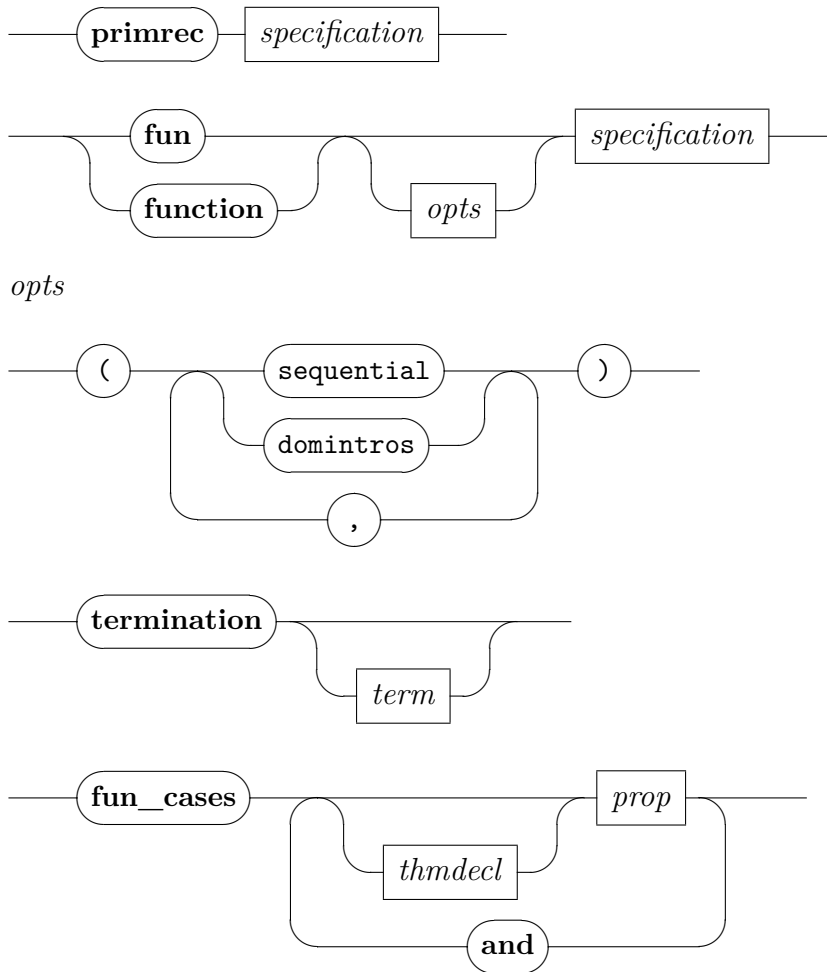 primrec specification
fun specification
function opts
opts
( sequential )
domintros
,
termination
term
fun_cases prop
thmdecl
and